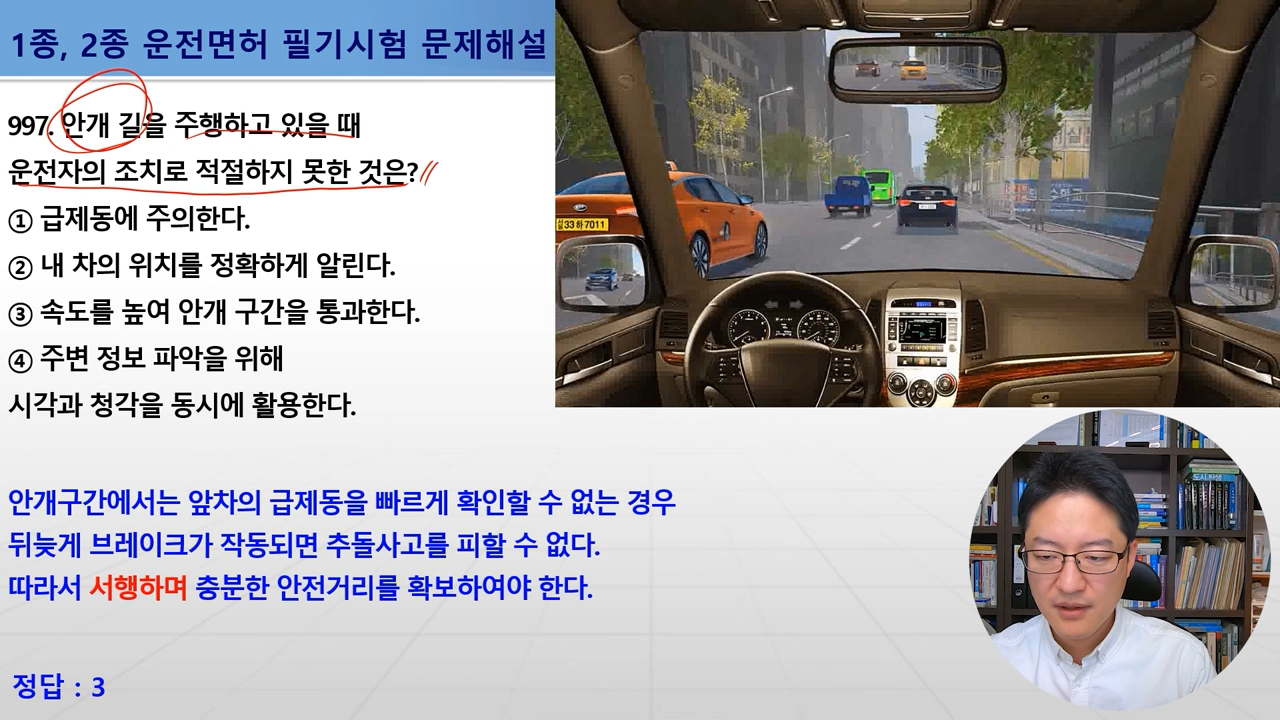 1종, 2종 운전면허 필기시험 문제해설
997. 안개 길을 주행하고 있을 때
운전자의 조치로 적절하지 못한 것은?
① 급제동에 주의한다.
② 내 차의 위치를 정확하게 알린다.
③ 속도를 높여 안개 구간을 통과한다.
④ 주변 정보 파악을 위해
시각과 청각을 동시에 활용한다.
안개구간에서는 앞차의 급제동을 빠르게 확인할 수 없는 경우
뒤늦게 브레이크가 작동되면 추돌사고를 피할 수 없다.
따라서 서행하며 충분한 안전거리를 확보하여야 한다.
정답 : 3
33하7011